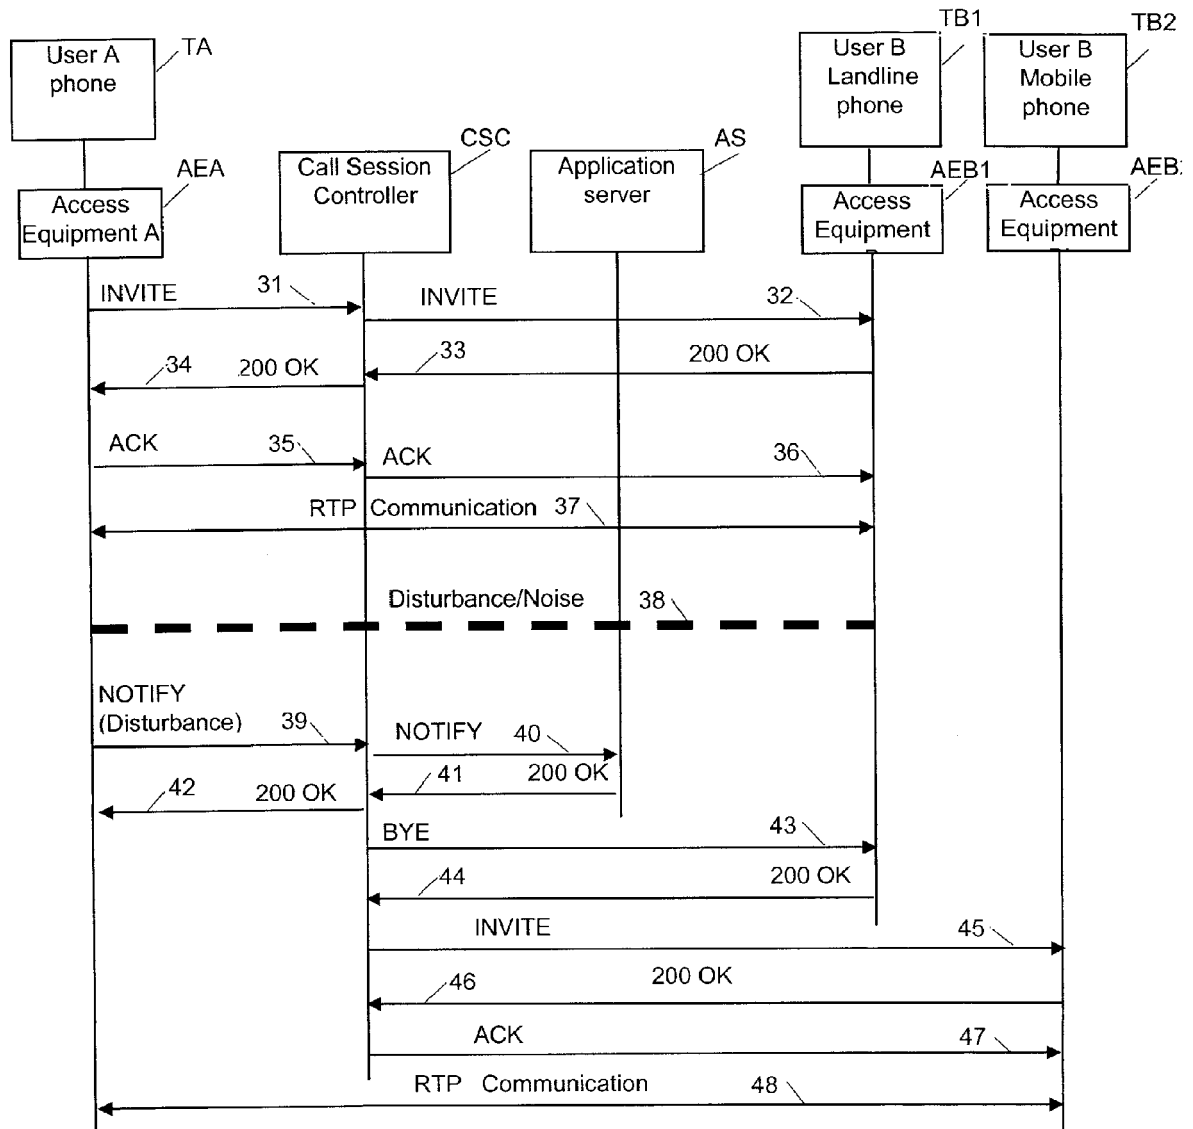 TB1
TB2
User A
phone
TA
User B
Landline
phone
User B
Mobile
phone
CSC
AS
AEA
AEB1
AEB2
Call Session
Controller
Application
server
Access
Equipment A
Access
Equipment
Access
Equipment
INVITE
31
INVITE
32
34
200 OK
33
200 OK
ACK
35
ACK
36
RTP Communication
37
Disturbance/Noise
38
NOTIFY
(Disturbance)
39
NOTIFY
40
42
200 OK
41
200 OK
BYE
43
44
200 OK
INVITE
45
46
200 OK
ACK
47
RTP Communication
48